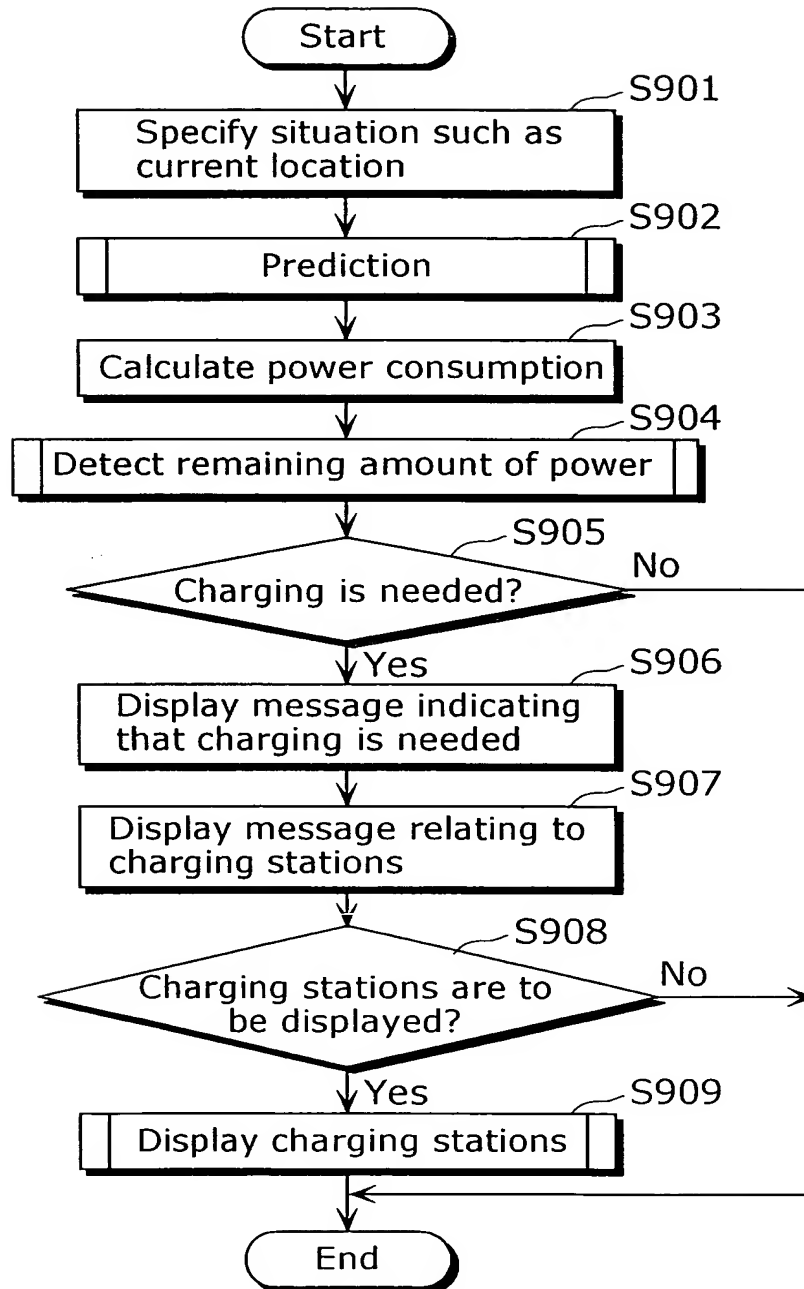 Start
S901
Specify situation such as
current location
S902
Prediction
S903
Calculate power consumption
S904
Detect remaining amount of power
S905
Charging is needed?
No
Yes
S906
Display message indicating
that charging is needed
S907
Display message relating to
charging stations
S908
Charging stations are to
be displayed?
No
Yes
S909
Display charging stations
End